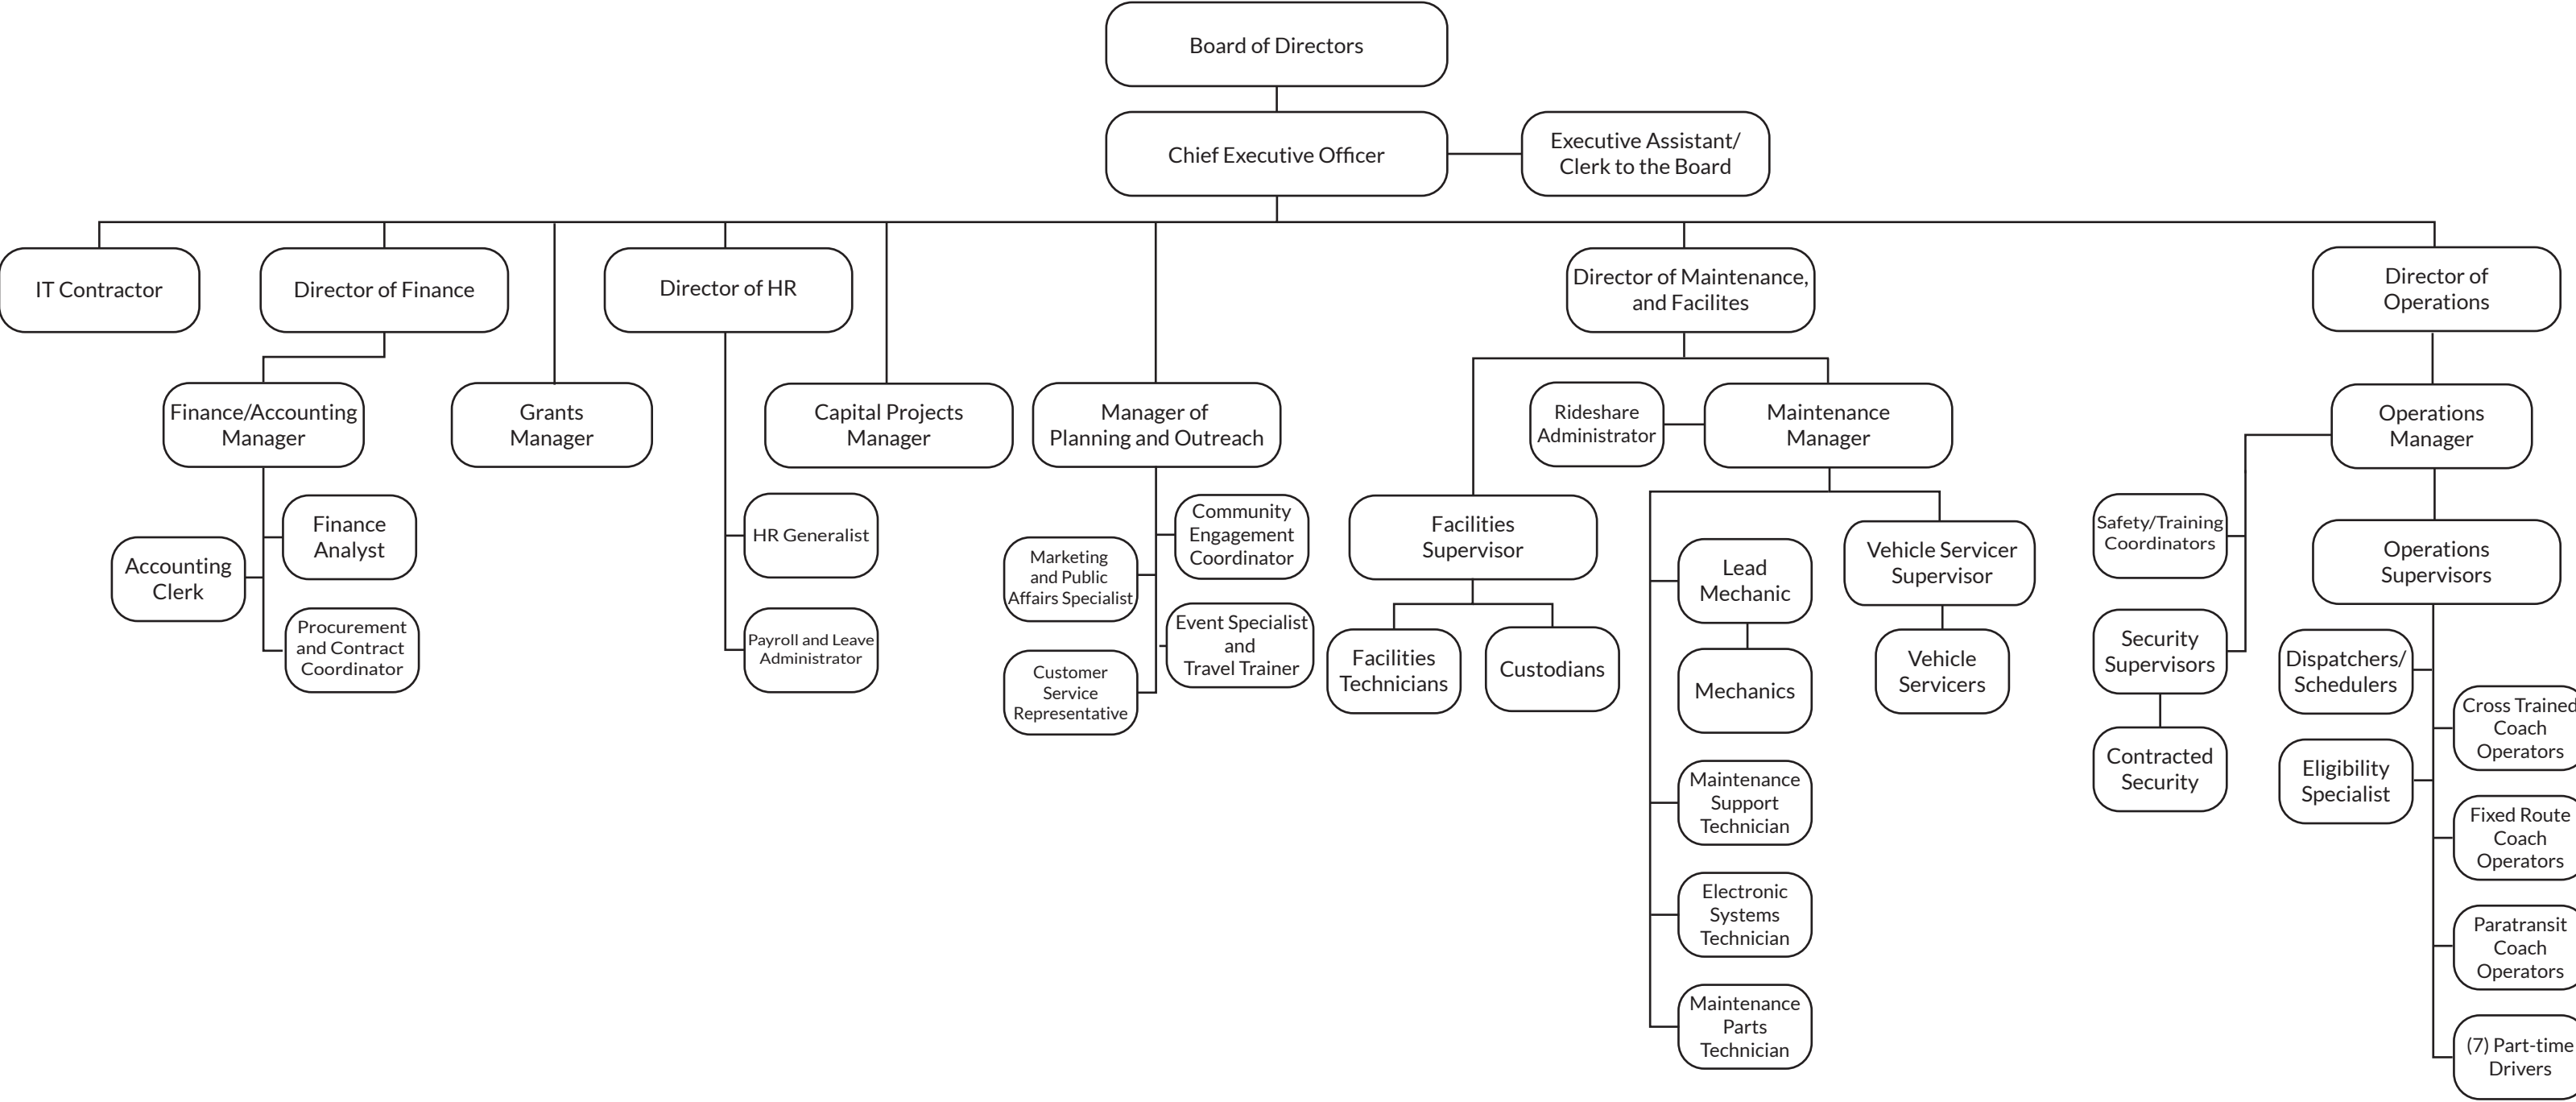 Board of Directors
Chief Executive Officer
Executive Assistant/
Clerk to the Board
IT Contractor
Director of Finance
Director of HR
Director of Maintenance,
and Facilites
Director of
Operations
Finance/Accounting
Manager
Grants
Manager
Capital Projects
Manager
Manager of
Planning and Outreach
Rideshare
Administrator
Maintenance
Manager
Operations
Manager
Finance
Analyst
Accounting
Clerk
Procurement
and Contract
Coordinator
HR Generalist
Payroll and Leave
Administrator
Community
Engagement
Coordinator
Marketing
and Public
Affairs Specialist
Event Specialist
and
Travel Trainer
Customer
Service
Representative
Facilities
Supervisor
Facilities
Technicians
Custodians
Lead
Mechanic
Mechanics
Maintenance
Support
Technician
Electronic
Systems
Technician
Maintenance
Parts
Technician
Vehicle Servicer
Supervisor
Vehicle
Servicers
Safety/Training
Coordinators
Security
Supervisors
Contracted
Security
Operations
Supervisors
Dispatchers/
Schedulers
Eligibility
Specialist
Cross Trained
Coach
Operators
Fixed Route
Coach
Operators
Paratransit
Coach
Operators
(7) Part-time
Drivers